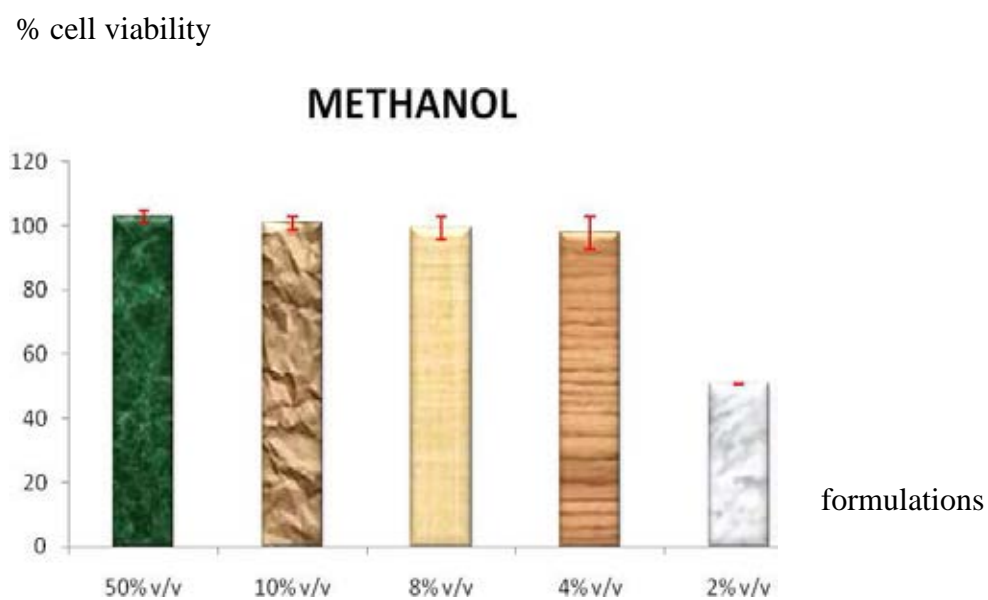 % cell viability
METHANOL
120
100
80
60
40
20
0
formulations
50% v/v 10% v/v 8% v/v 4% v/v 2% v/v